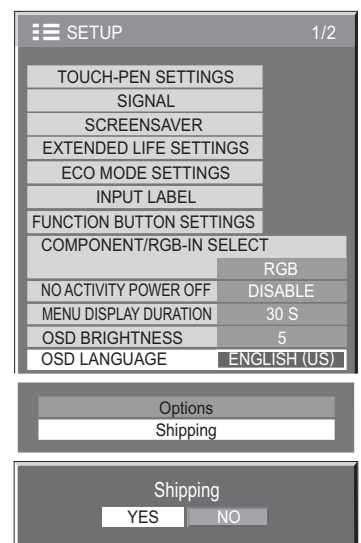 SETUP 1/2
TOUCH-PEN SETTINGS
SIGNAL
SCREENSAVER
EXTENDED LIFE SETTINGS
ECO MODE SETTINGS
INPUT LABEL
FUNCTION BUTTON SETTINGS
COMPONENT/RGB-IN SELECT
RGB
NO ACTIVITY POWER OFF DISABLE
MENU DISPLAY DURATION 30 S
OSD BRIGHTNESS 5
OSD LANGUAGE ENGLISH (US)
Options
Shipping
Shipping
YES NO